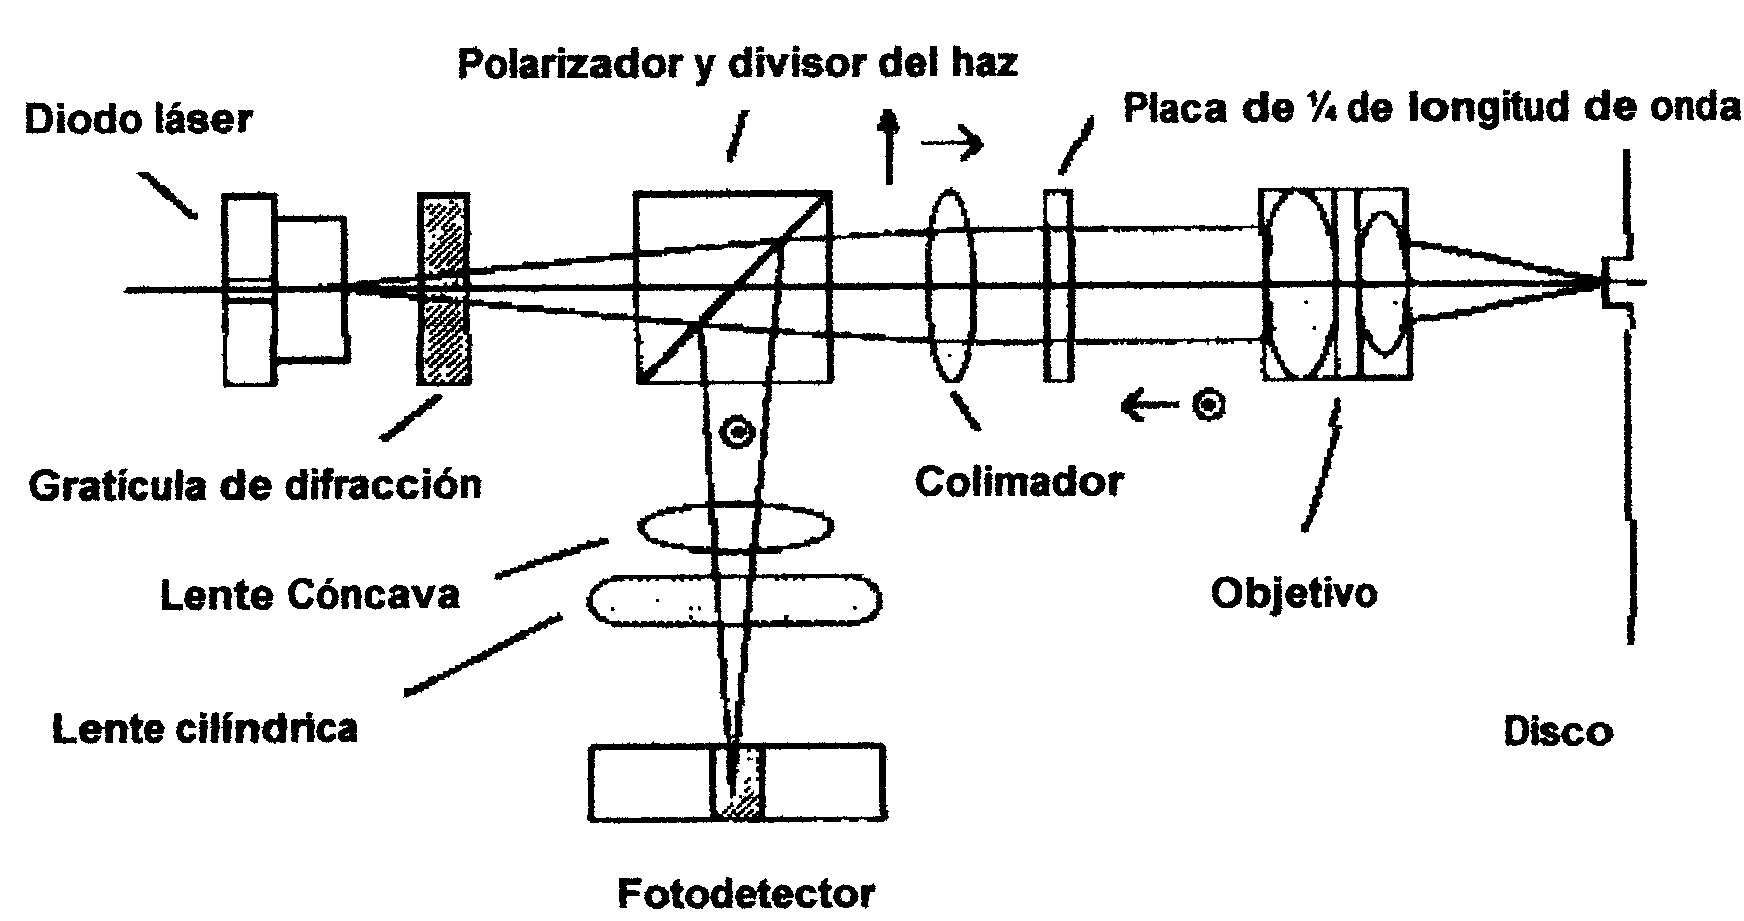 Polarizador y divisor del haz
Diodo láser
Placa de ¼ de longitud de onda
Gratícula de difracción
Colimador
Lente Cóncava
Objetivo
Lente cilíndrica
Disco
Fotodetector